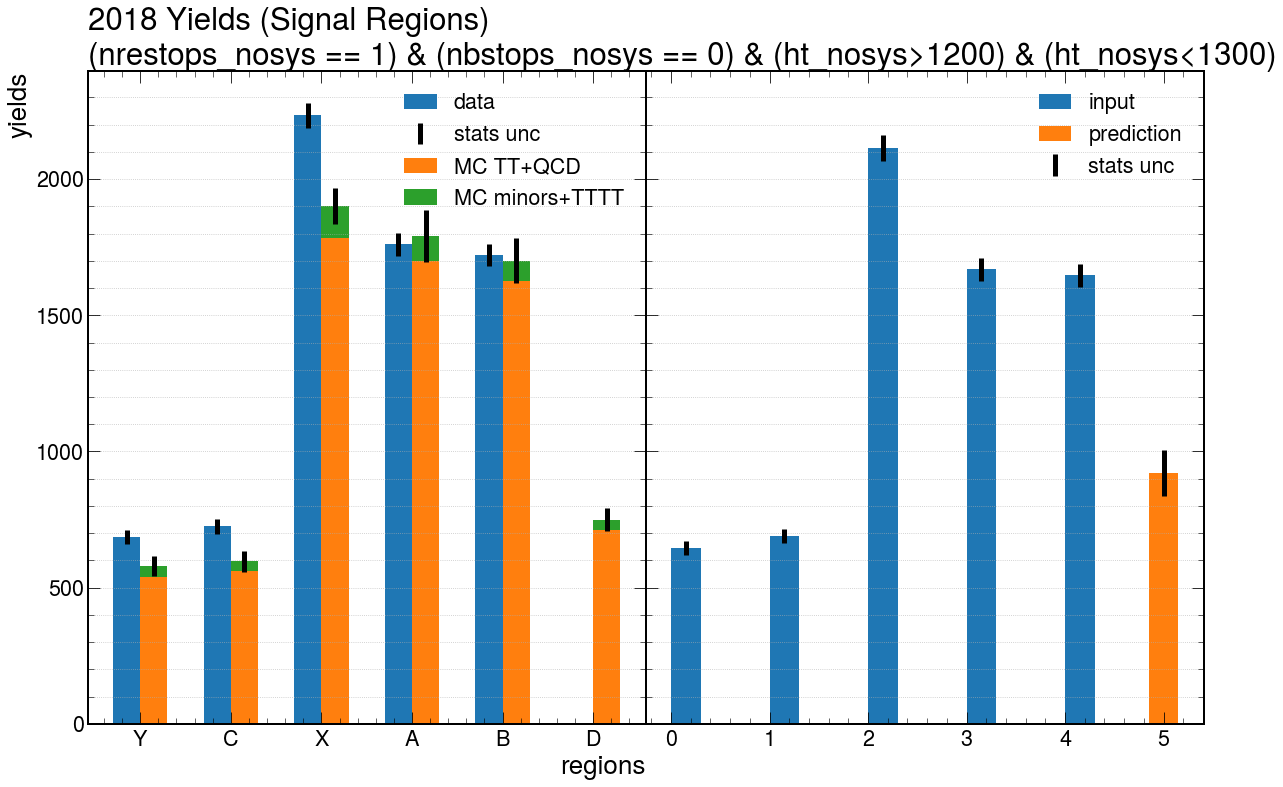 2018 Yields (Signal Regions)
(nrestops_nosys == 1) & (nbstops_nosys == 0) & (ht_nosys>1200) & (ht_nosys<1300)
yields
data
stats unc
MC TT+QCD
MC minors+TTTT
input
prediction
stats unc
2000
1500
1000
500
0
Y C X A B D
0 1 2 3 4 5
regions